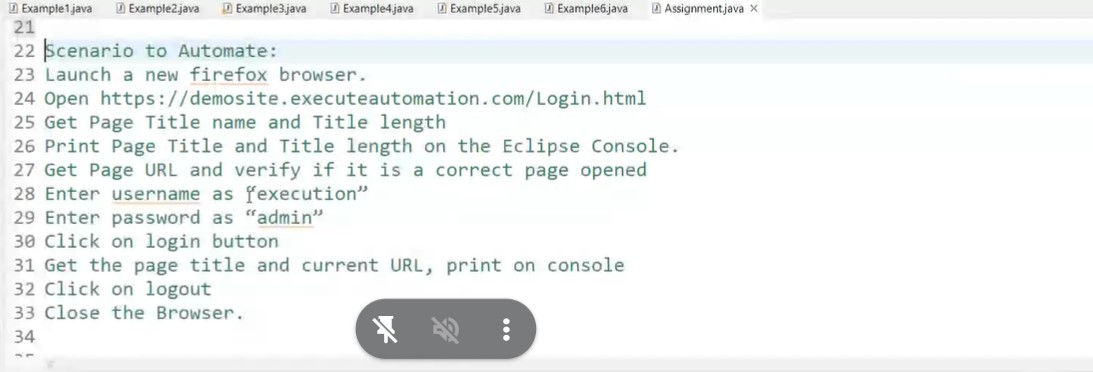 Example1.java Example2.java Example3.java Example4.java Example5.java Example6.java Assignment.java
21
22 Scenario to Automate:
23 Launch a new firefox browser.
24 Open https://demosite.executeautomation.com/Login.html
25 Get Page Title name and Title length
26 Print Page Title and Title length on the Eclipse Console.
27 Get Page URL and verify if it is a correct page opened
28 Enter username as “execution”
29 Enter password as “admin”
30 Click on login button
31 Get the page title and current URL, print on console
32 Click on logout
33 Close the Browser.
34